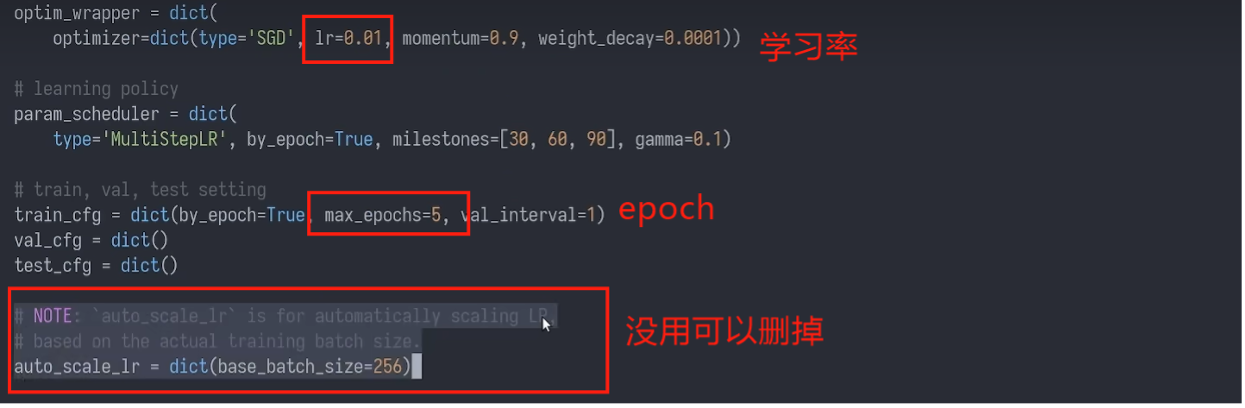 optim_wrapper = dict(
    optimizer=dict(type='SGD', lr=0.01, momentum=0.9, weight_decay=0.0001))
学习率
# learning policy
param_scheduler = dict(
    type='MultiStepLR', by_epoch=True, milestones=[30, 60, 90], gamma=0.1)
# train, val, test setting
train_cfg = dict(by_epoch=True, max_epochs=5, val_interval=1)
epoch
val_cfg = dict()
test_cfg = dict()
# NOTE: `auto_scale_lr` is for automatically scaling LR,
没用可以删掉
# based on the actual training batch size.
auto_scale_lr = dict(base_batch_size=256)